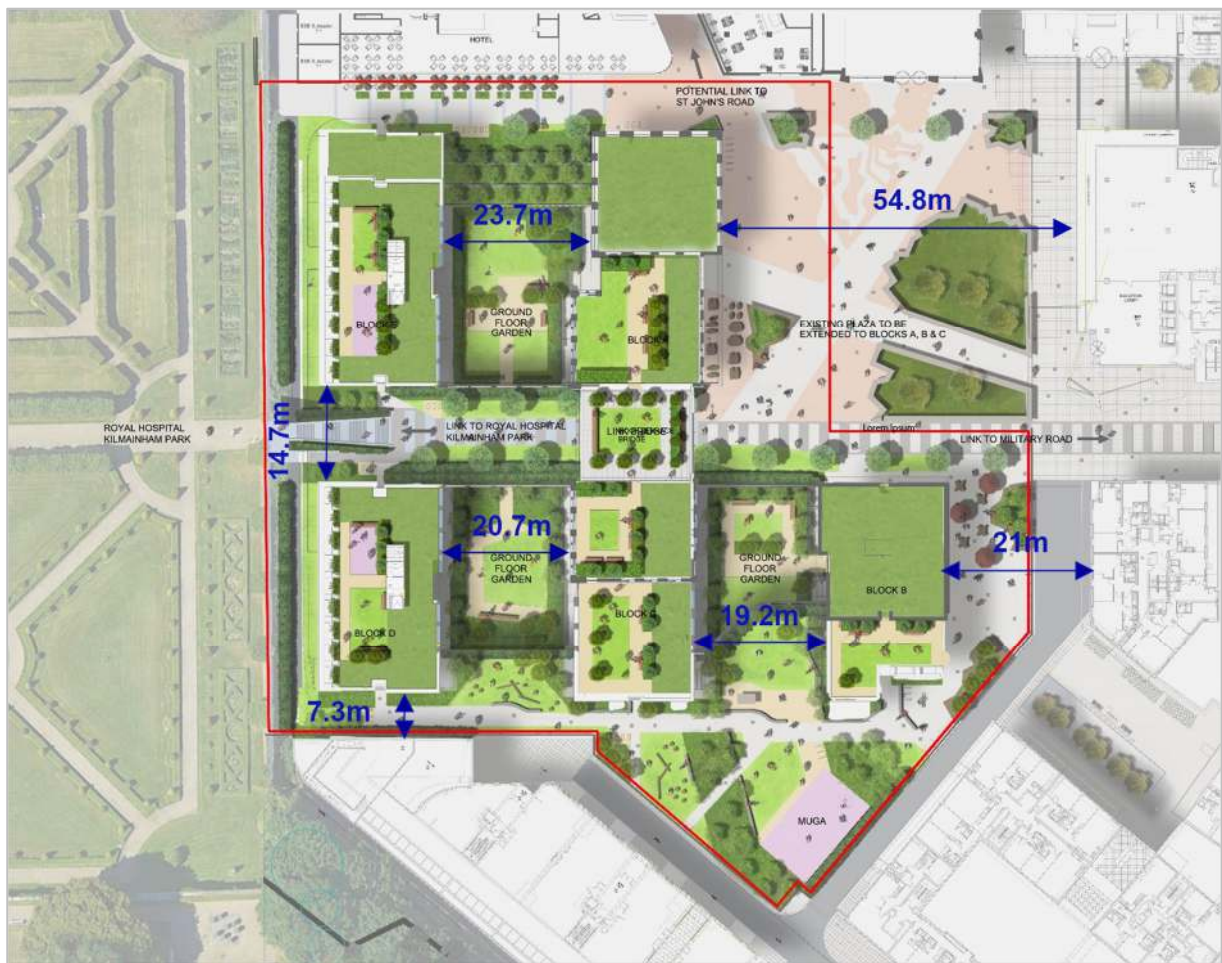 HOTEL
POTENTIAL LINK TO
ST JOHN'S ROAD
54.8m
23.7m
GROUND
FLOOR
GARDEN
EXISTING PLAZA TO BE
EXTENDED TO BLOCKS A, B & C
ROYAL HOSPITAL
KILMAINHAM PARK
14.7m
LINK TO ROYAL HOSPITAL
KILMAINHAM PARK
BRIDGE
Lorem Ipsum
LINK TO MILITARY ROAD
20.7m
GROUND
FLOOR
GARDEN
GROUND
FLOOR
GARDEN
21m
BLOCK B
BLOCK D
BLOCK C
19.2m
7.3m
MUGA